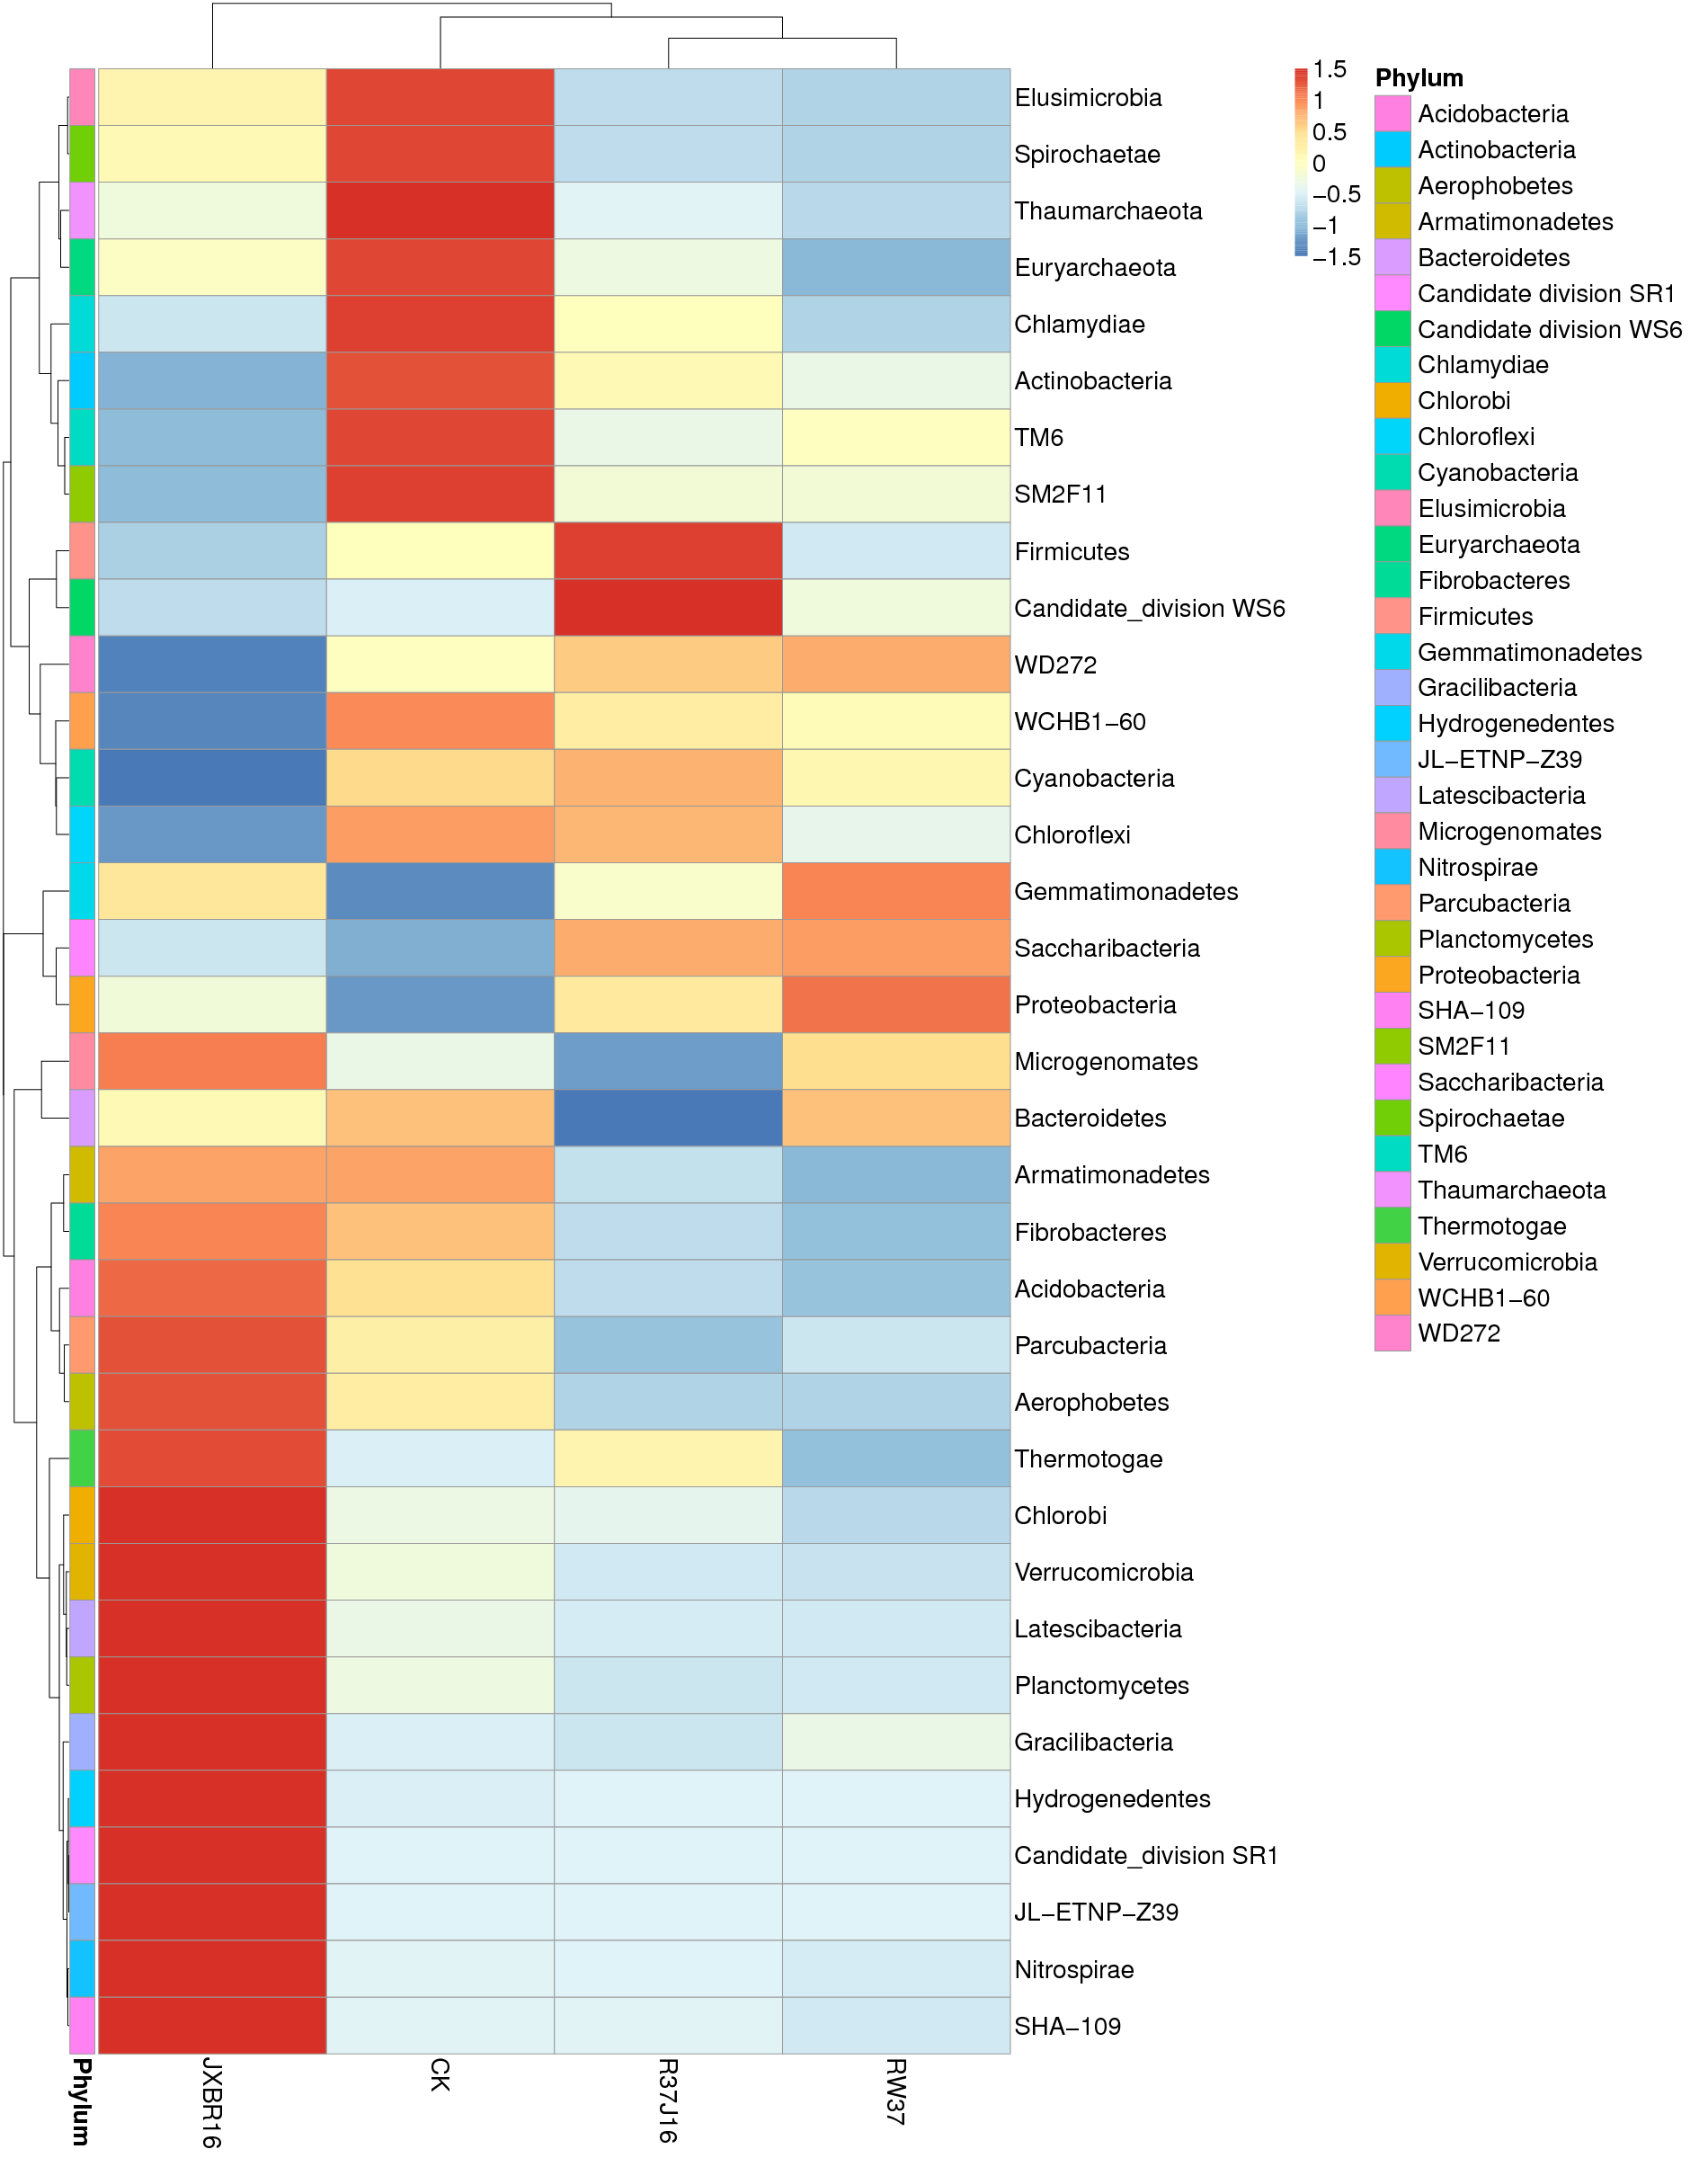 Elusimicrobia
Spirochaetae
Thaumarchaeota
Euryarchaeota
Chlamydiae
Actinobacteria
TM6
SM2F11
Firmicutes
Candidate_division WS6
WD272
WCHB1−60
Cyanobacteria
Chloroflexi
Gemmatimonadetes
Saccharibacteria
Proteobacteria
Microgenomates
Bacteroidetes
Armatimonadetes
Fibrobacteres
Acidobacteria
Parcubacteria
Aerophobetes
Thermotogae
Chlorobi
Verrucomicrobia
Latescibacteria
Planctomycetes
Gracilibacteria
Hydrogenedentes
Candidate_division SR1
JL−ETNP−Z39
Nitrospirae
SHA−109
Phylum
JXBR16
CK
R37J16
RW37
1.5
1
0.5
0
−0.5
−1
−1.5
Phylum
Acidobacteria
Actinobacteria
Aerophobetes
Armatimonadetes
Bacteroidetes
Candidate division SR1
Candidate division WS6
Chlamydiae
Chlorobi
Chloroflexi
Cyanobacteria
Elusimicrobia
Euryarchaeota
Fibrobacteres
Firmicutes
Gemmatimonadetes
Gracilibacteria
Hydrogenedentes
JL−ETNP−Z39
Latescibacteria
Microgenomates
Nitrospirae
Parcubacteria
Planctomycetes
Proteobacteria
SHA−109
SM2F11
Saccharibacteria
Spirochaetae
TM6
Thaumarchaeota
Thermotogae
Verrucomicrobia
WCHB1−60
WD272